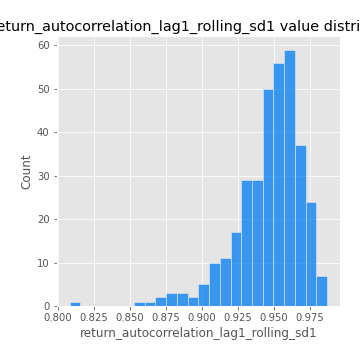 eturn_autocorrelation_lag1_rolling_sd1 value distri
60
50
40
30
20
10
0
Count
0.800 0.825 0.850 0.875 0.900 0.925 0.950 0.975
return_autocorrelation_lag1_rolling_sd1